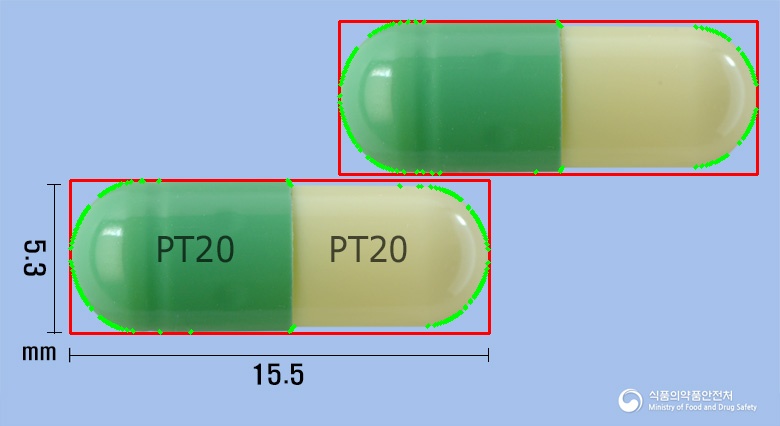 PT20 PT20
5.3
mm
15.5
식품의약품안전처
Ministry of Food and Drug Safety